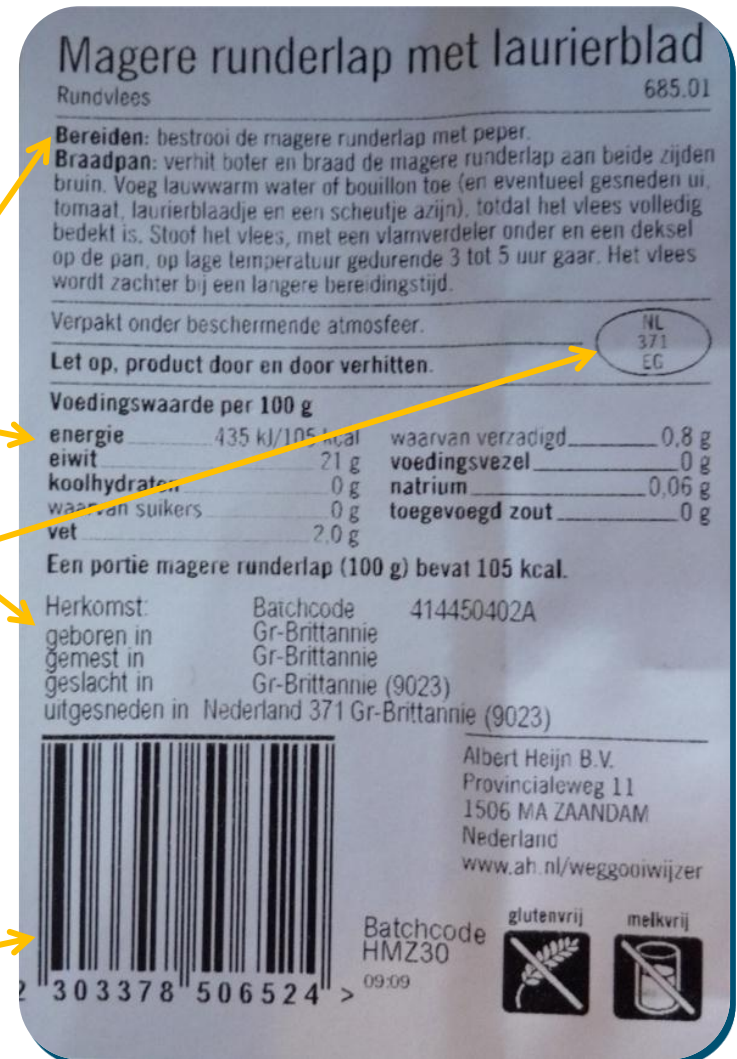 Magere runderlap met laurierblad
Rundvlees 685.01
Bereiden: bestrooi de magere runderlap met peper.
Braadpan: verhit boter en braad de magere runderlap aan beide zijden
bruin. Voeg lauwwarm water of bouillon toe (en eventueel gesneden ui,
tomaat, laurierblaadje en een scheutje azijn), totdat het vlees volledig
bedekt is. Stoof het vlees, met een vlamverdeler onder en een deksel
op de pan, op lage temperatuur gedurende 3 tot 5 uur gaar. Het vlees
wordt zachter bij een langere bereidingstijd.
Verpakt onder beschermende atmosfeer.
NL
371
EG
Let op, product door en door verhitten.
Voedingswaarde per 100 g
energie 435 kJ/105 kcal waarvan verzadigd 0,8 g
eiwit 21 g voedingsvezel 0 g
koolhydraten 0 g natrium 0,06 g
waarvan suikers 0 g toegevoegd zout 0 g
vet 2,0 g
Een portie magere runderlap (100 g) bevat 105 kcal.
Herkomst: Batchcode 414450402A
geboren in Gr-Brittannie
gemest in Gr-Brittannie
geslacht in Gr-Brittannie (9023)
uitgesneden in Nederland 371 Gr-Brittannie (9023)
Albert Heijn B.V.
Provincialeweg 11
1506 MA ZAANDAM
Nederland
www.ah.nl/weggooiwijzer
Batchcode
HMZ30
09:09
glutenvrij melkvrij
2 303378 506524 >